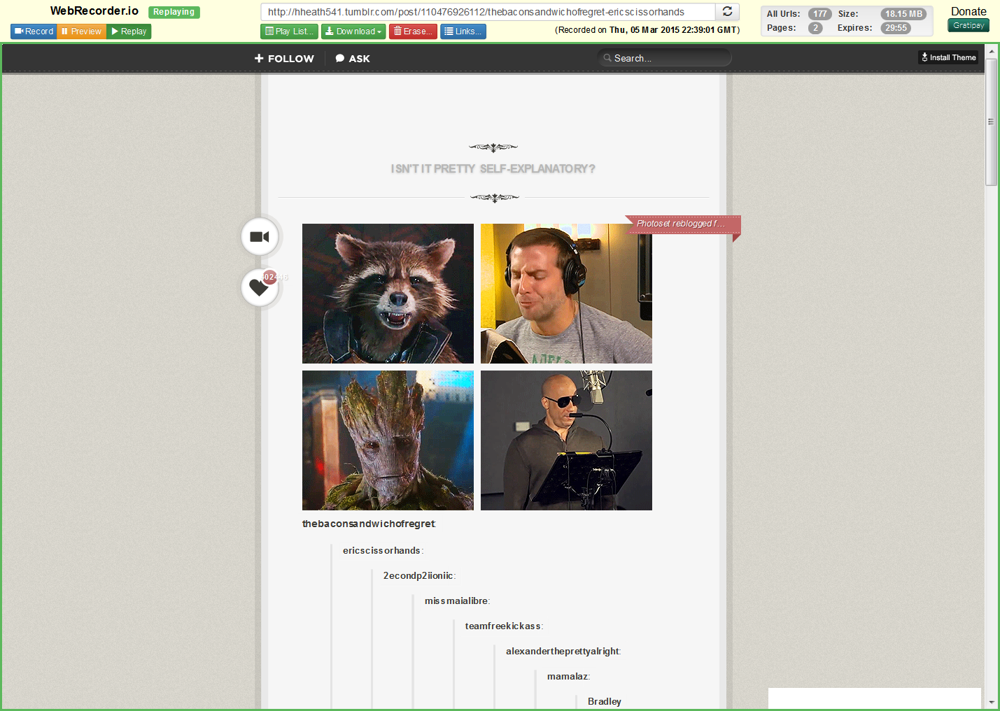 WebRecorder.io
Replaying
http://hheath541.tumblr.com/post/110476926112/thebaconsandwichofregret-ericscissorhands
Record
Preview
Replay
Play List...
Download
Erase...
Links...
(Recorded on Thu, 05 Mar 2015 22:39:01 GMT)
All Urls: 177 Size: 18.15 MB
Pages: 2 Expires: 29:55
Donate
Gratipay
FOLLOW
ASK
Search...
Install Theme
ISN'T IT PRETTY SELF-EXPLANATORY?
Photoset reblogged f...
thebaconsandwichofregret:
ericscissorhands:
2econdp2iioniic:
missmaialibre:
teamfreekickass:
alexandertheprettyalright:
mamalaz:
Bradley